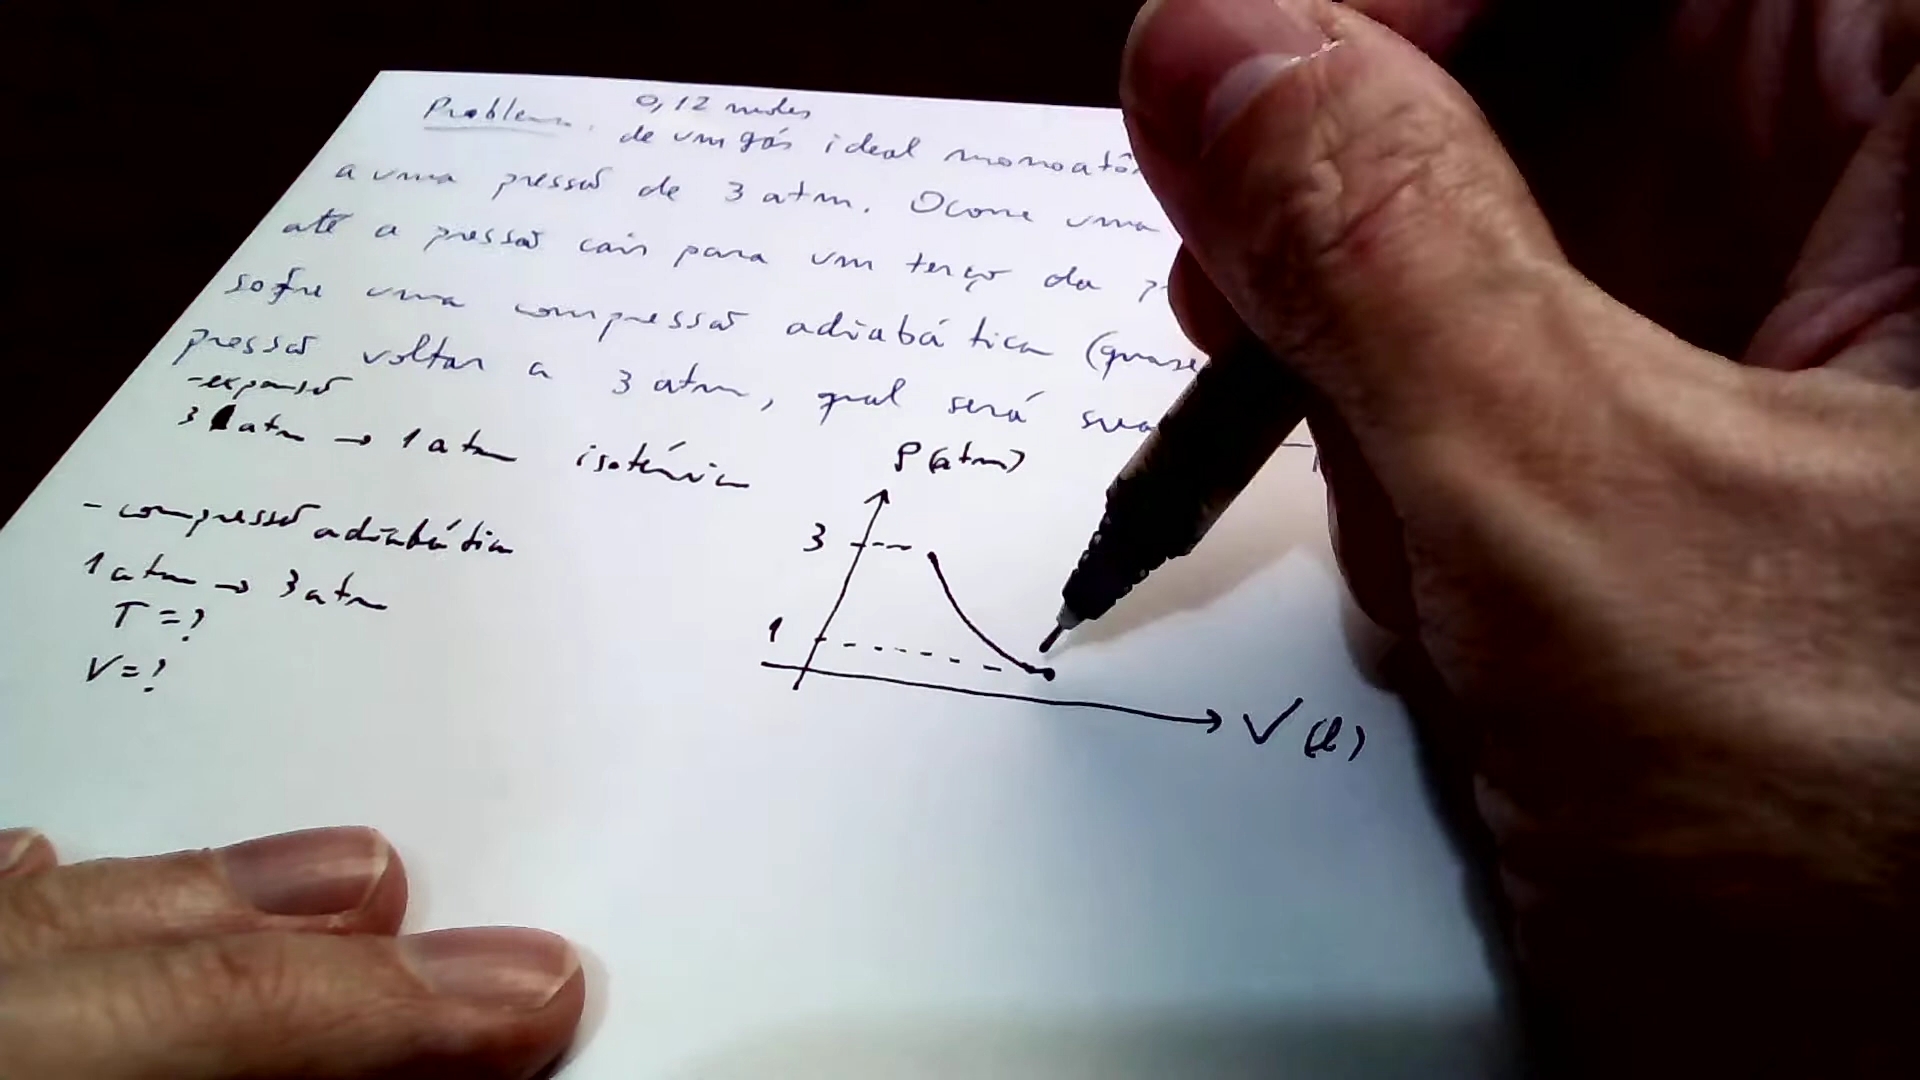 Problema. 0,12 moles
de um gás ideal monoatô
a uma pressão de 3 atm. Ocorre uma
até a pressão cair para um terço da
sofre uma compressão adiabática (quase
pressão voltar a 3 atm, qual será sua
- expansão
3 atm → 1 atm isotérmica
- compressão adiabática
1 atm → 3 atm
T = ?
V = ?
P (atm)
3
1
V (l)